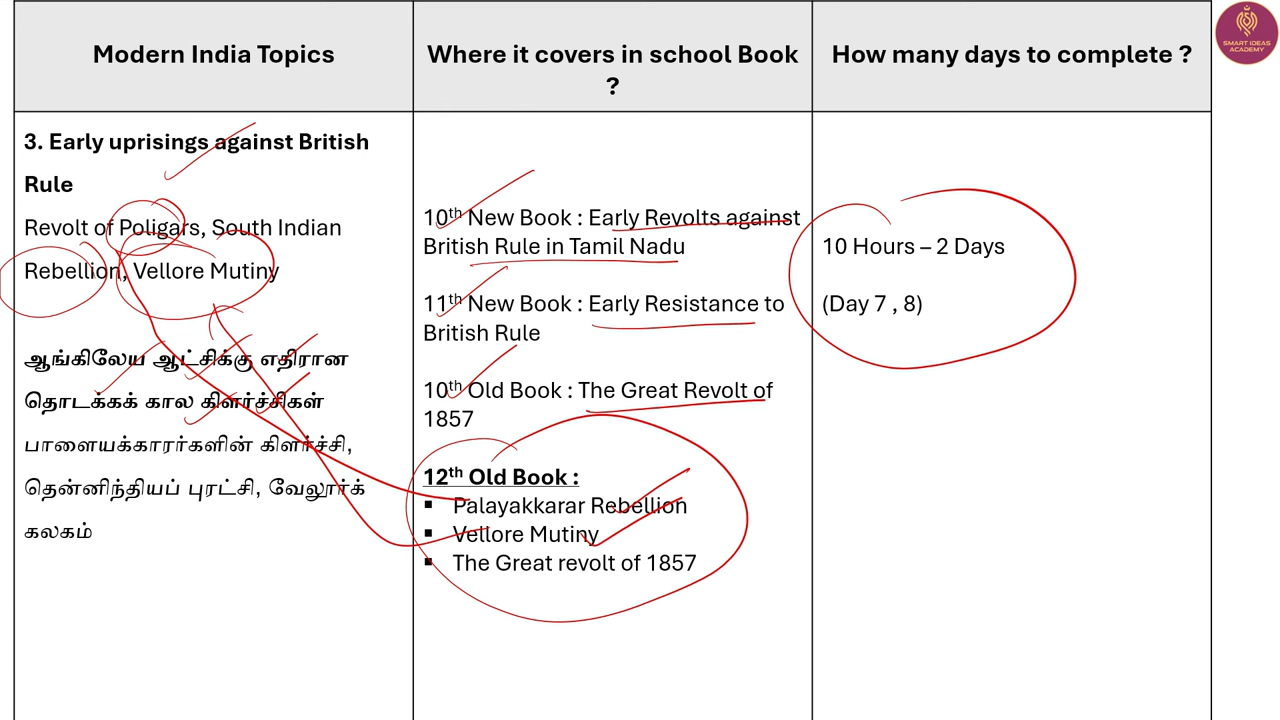 Modern India Topics
Where it covers in school Book
?
How many days to complete ?
SMART IDEAS
ACADEMY
3. Early uprisings against British
Rule
Revolt of Poligars, South Indian
Rebellion, Vellore Mutiny
ஆங்கிலேய ஆட்சிக்கு எதிரான
தொடக்கக் கால கிளர்ச்சிகள்
பாளையக்காரர்களின் கிளர்ச்சி,
தென்னிந்தியப் புரட்சி, வேலூர்க்
கலகம்
10th New Book : Early Revolts against
British Rule in Tamil Nadu
11th New Book : Early Resistance to
British Rule
10th Old Book : The Great Revolt of
1857
12th Old Book :
▪ Palayakkarar Rebellion
▪ Vellore Mutiny
▪ The Great revolt of 1857
10 Hours – 2 Days
(Day 7 , 8)